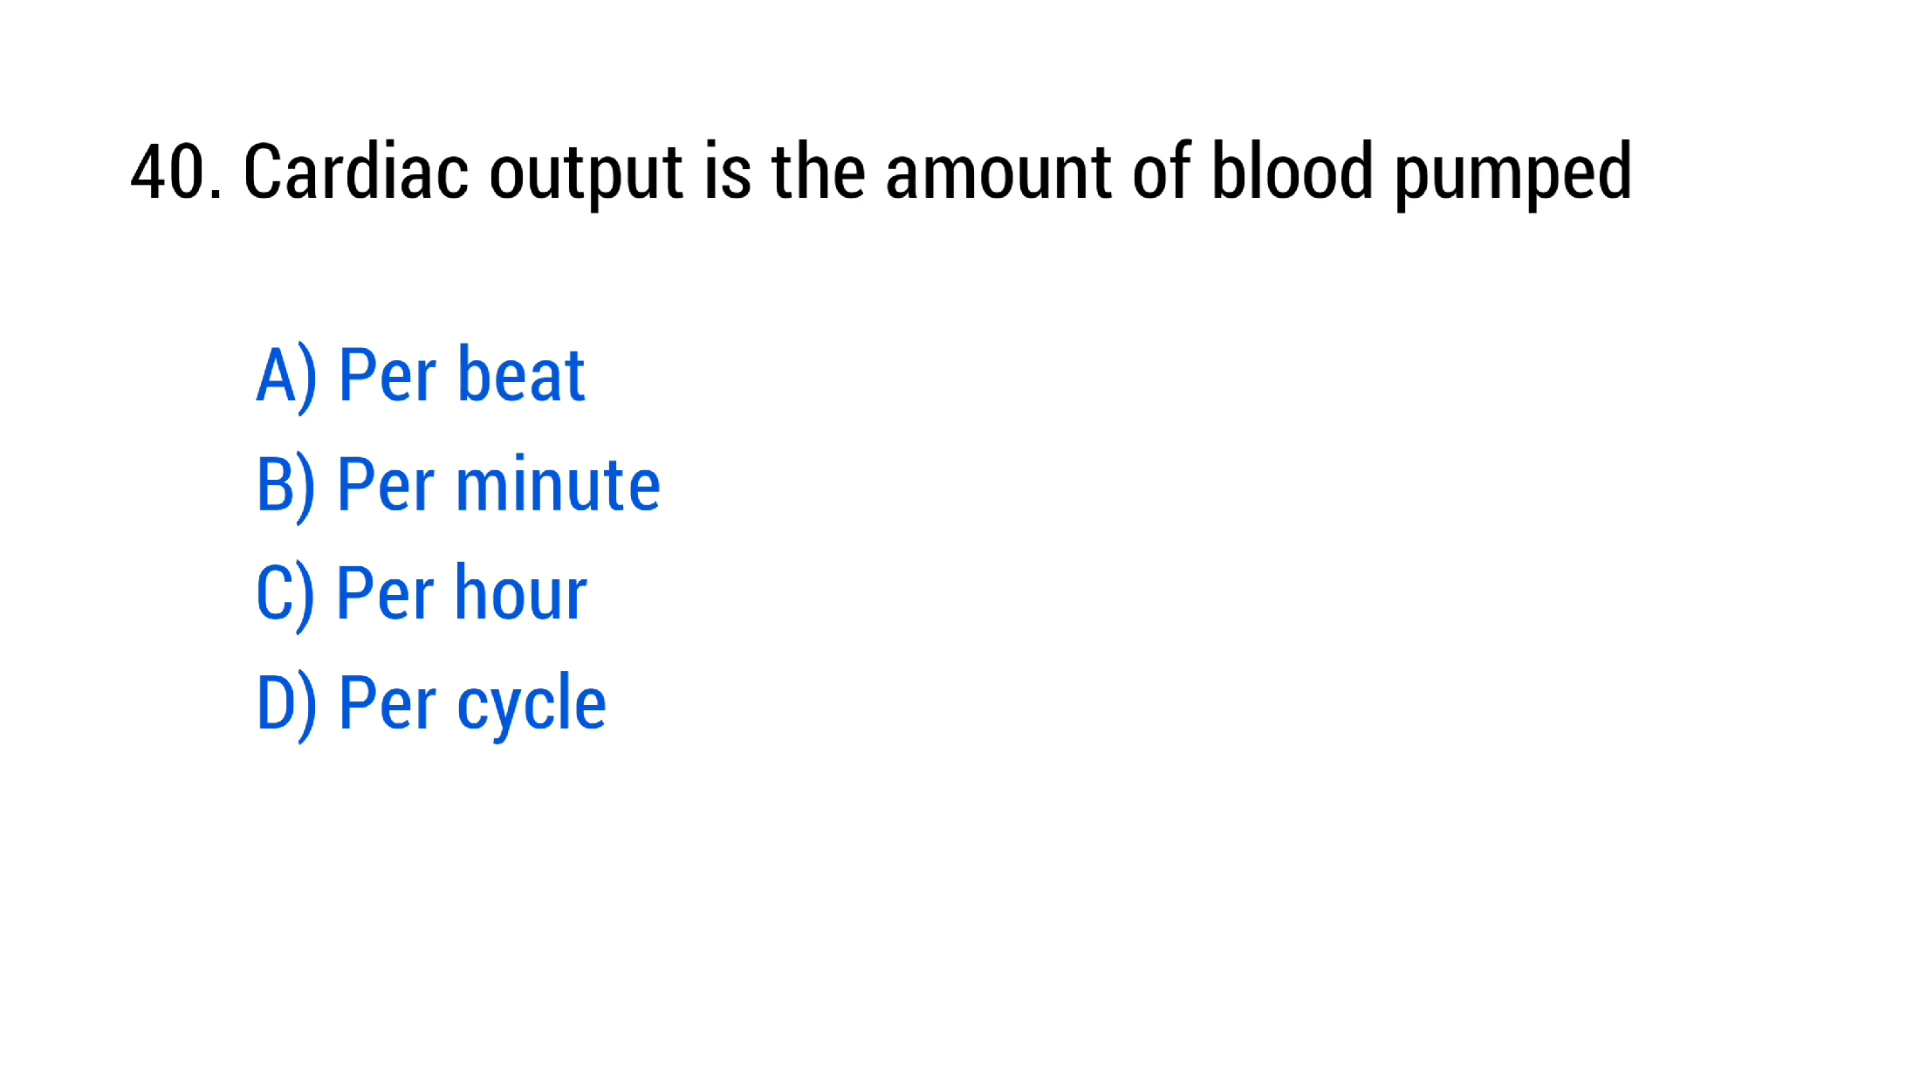 40. Cardiac output is the amount of blood pumped
A) Per beat
B) Per minute
C) Per hour
D) Per cycle